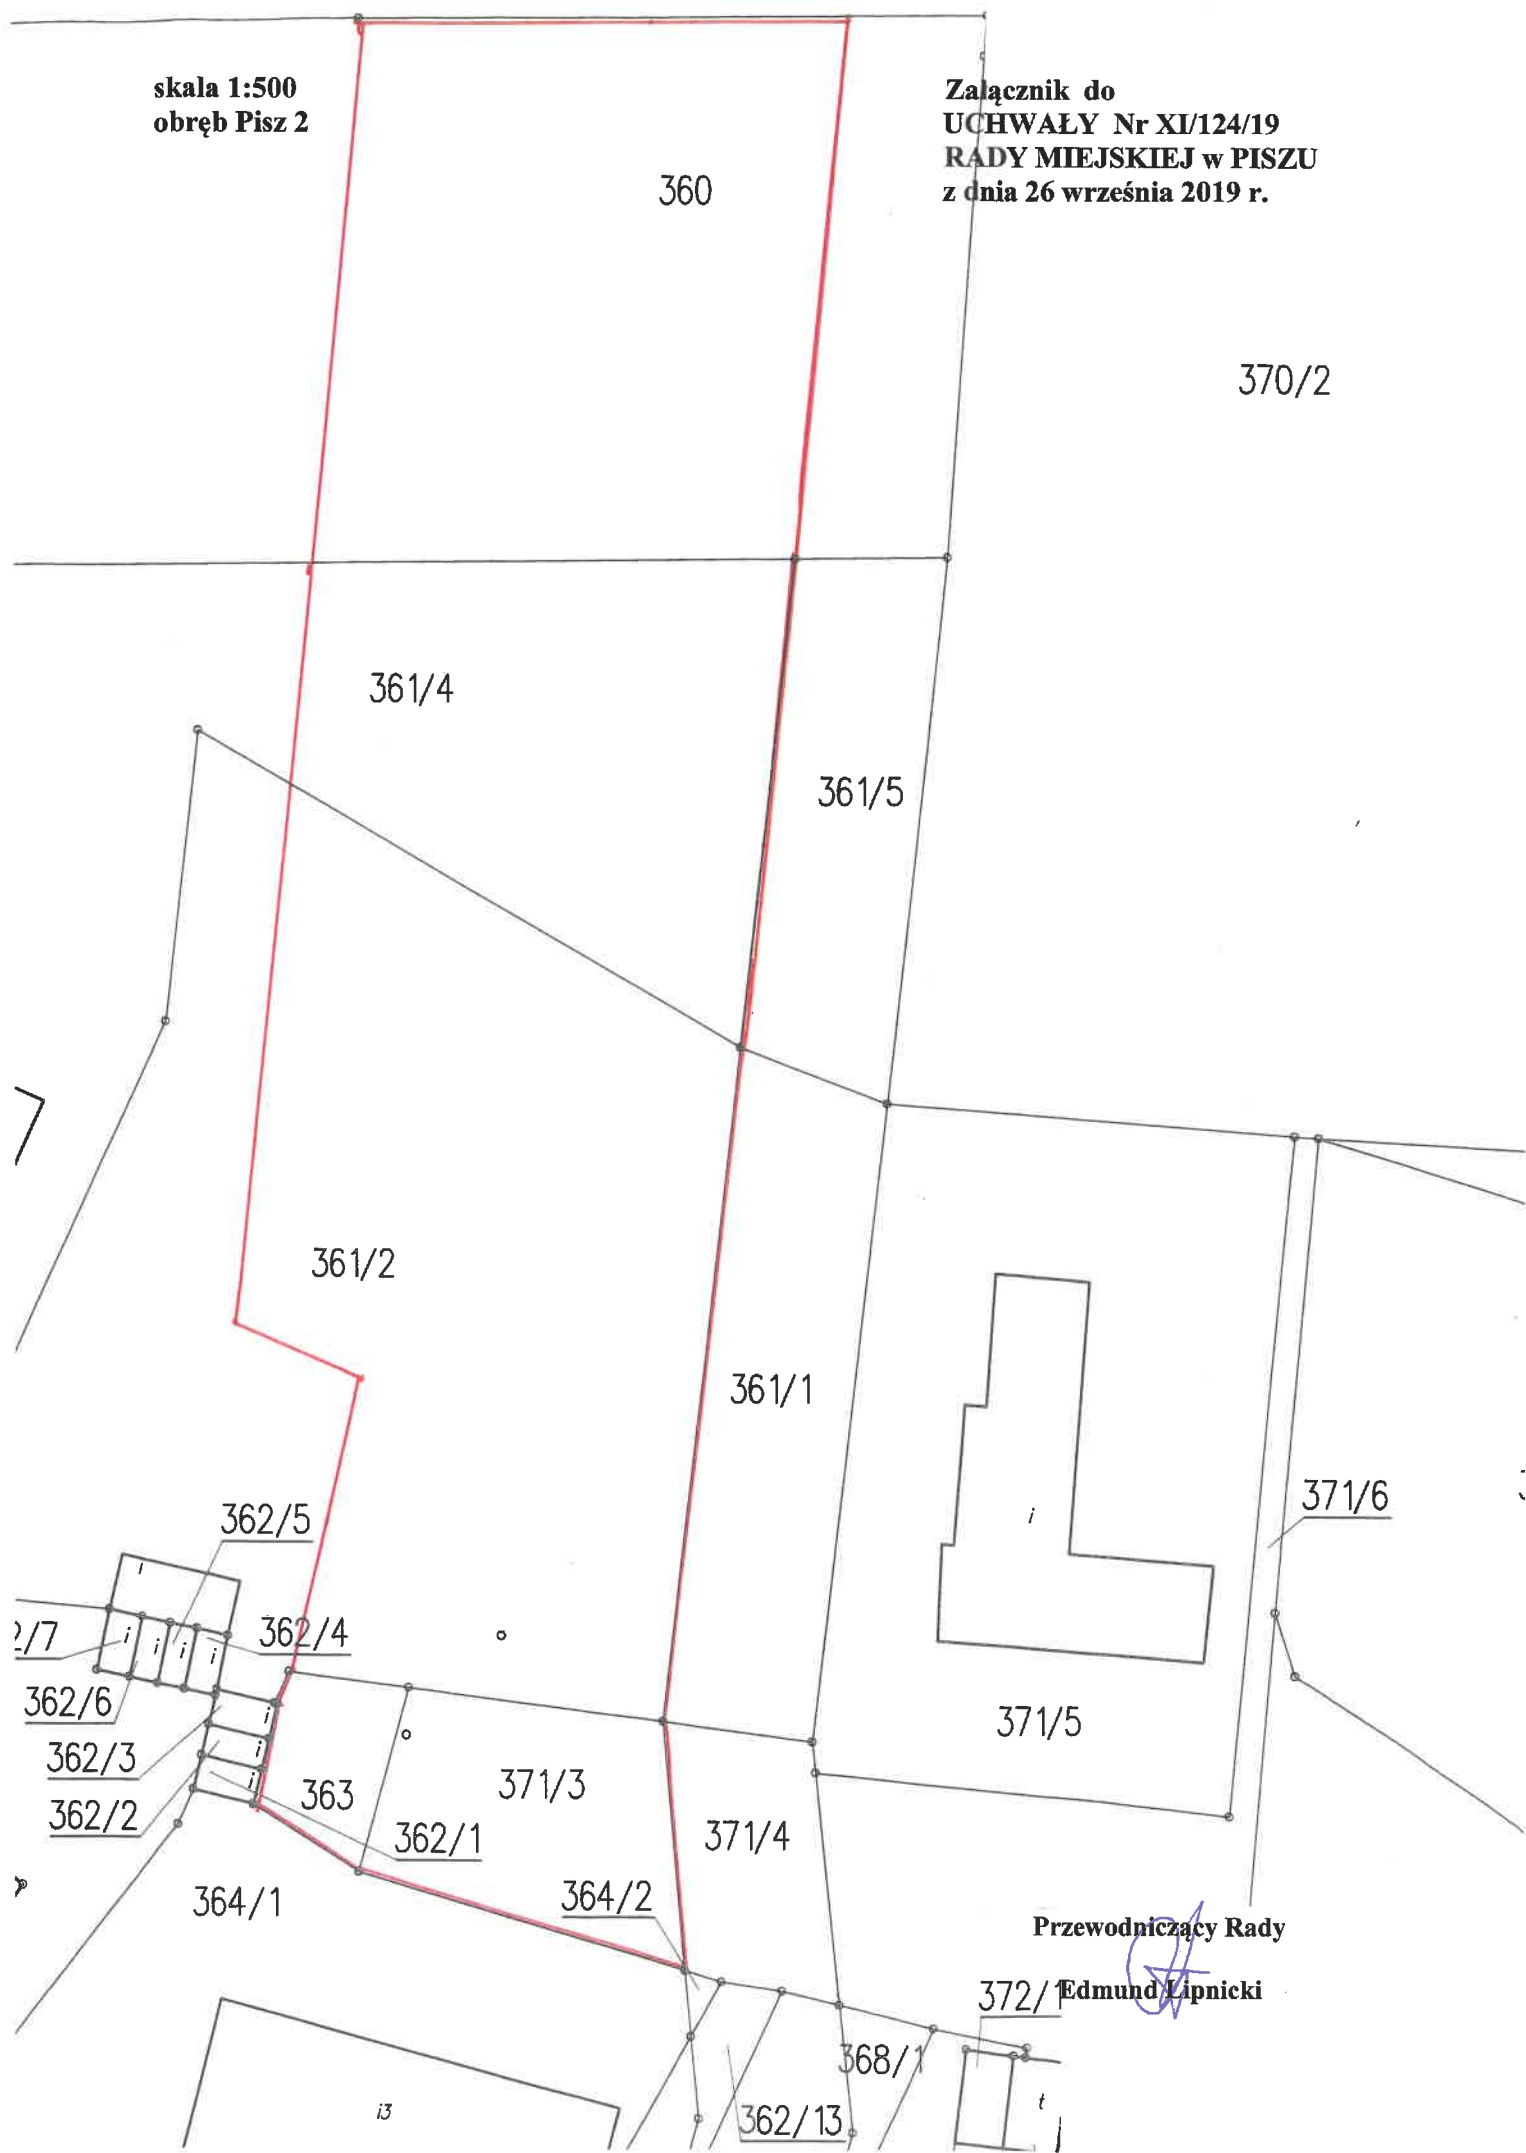 skala 1:500
obręb Pisz 2
Załącznik do
UCHWAŁY Nr XI/124/19
RADY MIEJSKIEJ w PISZU
z dnia 26 września 2019 r.
360
370/2
361/4
361/5
361/2
361/1
i
371/6
362/5
i
2/7
i
i
i
i
362/4
362/6
362/3
i
i
i
362/2
363
371/3
371/5
362/1
371/4
364/1
364/2
Przewodniczący Rady
Edmund Lipnicki
372/1
368/1
i3
362/13
t